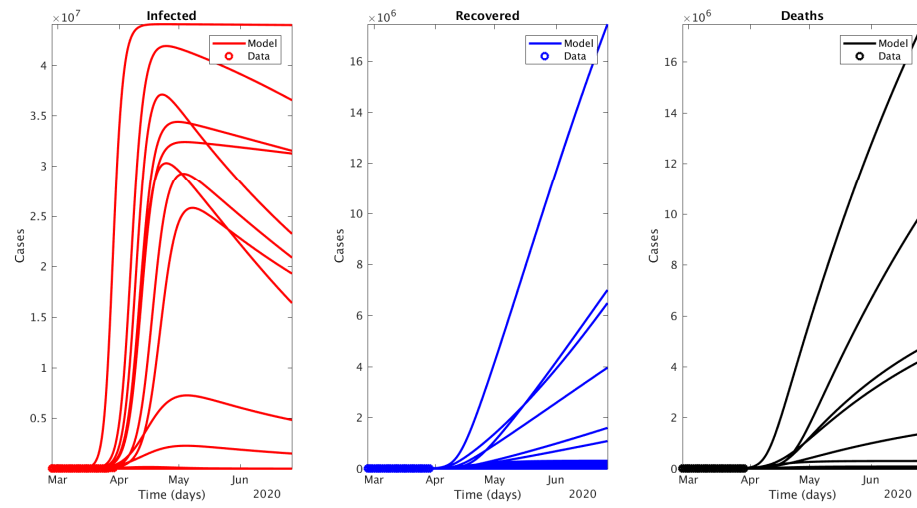 Infected
×10^7
Model
Data
4
3.5
3
2.5
2
1.5
1
0.5
Cases
Mar
Apr
May
Jun
Time (days)
2020
Recovered
×10^6
Model
Data
16
14
12
10
8
6
4
2
0
Cases
Mar
Apr
May
Jun
Time (days)
2020
Deaths
×10^6
Model
Data
16
14
12
10
8
6
4
2
0
Cases
Mar
Apr
May
Jun
Time (days)
2020